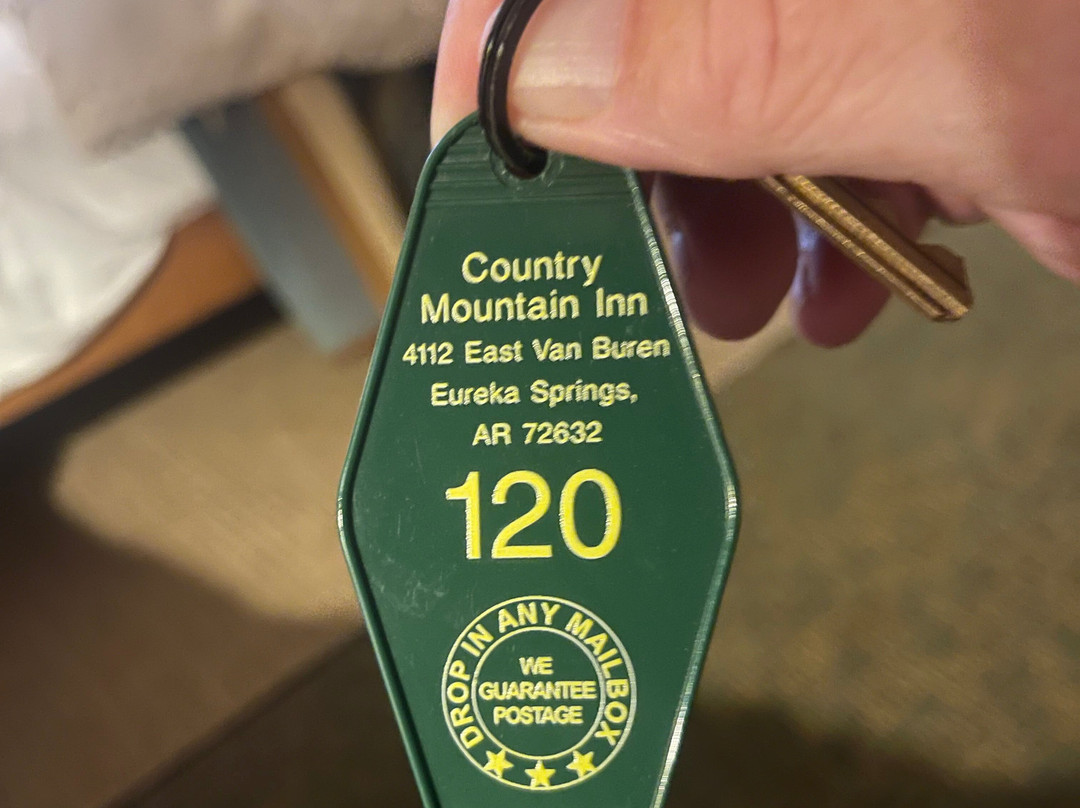 Country
Mountain Inn
4112 East Van Buren
Eureka Springs,
AR 72632
120
DROP IN ANY MAILBOX
WE
GUARANTEE
POSTAGE